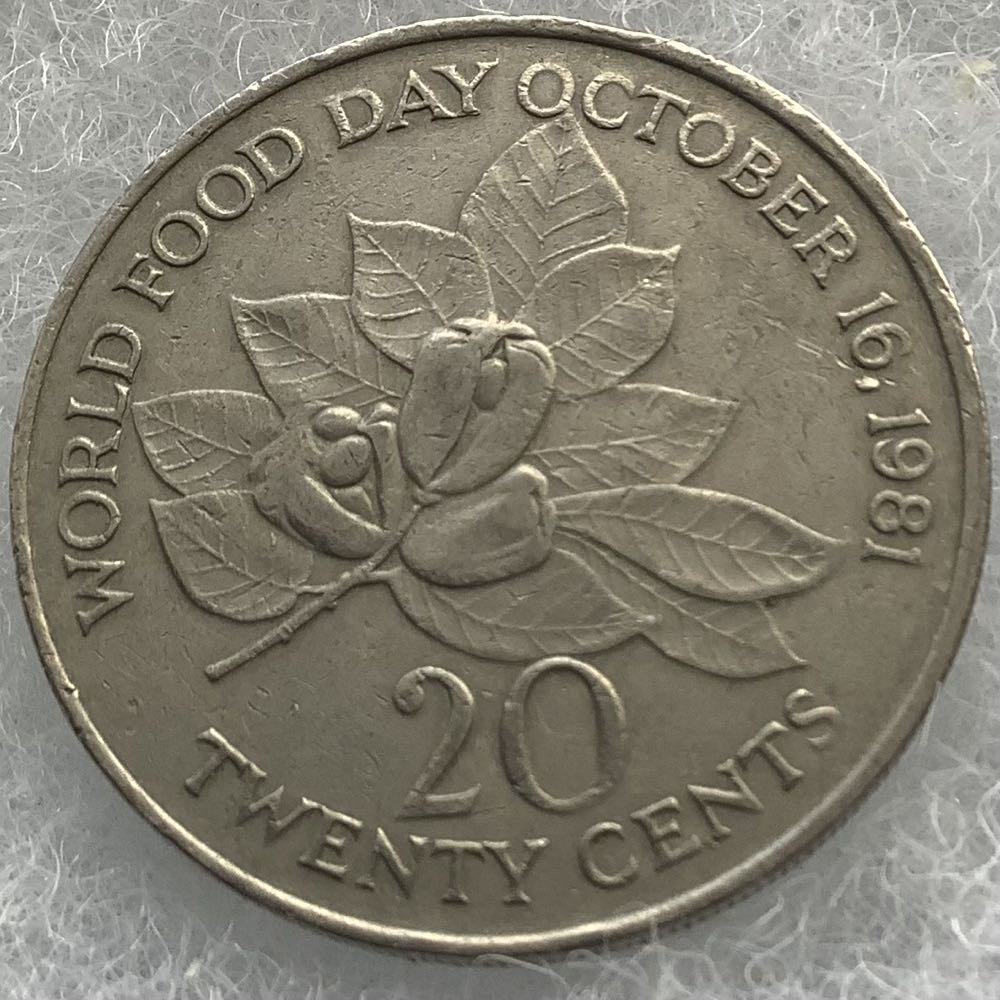 WORLD FOOD DAY OCTOBER 16, 1981
20
TWENTY CENTS